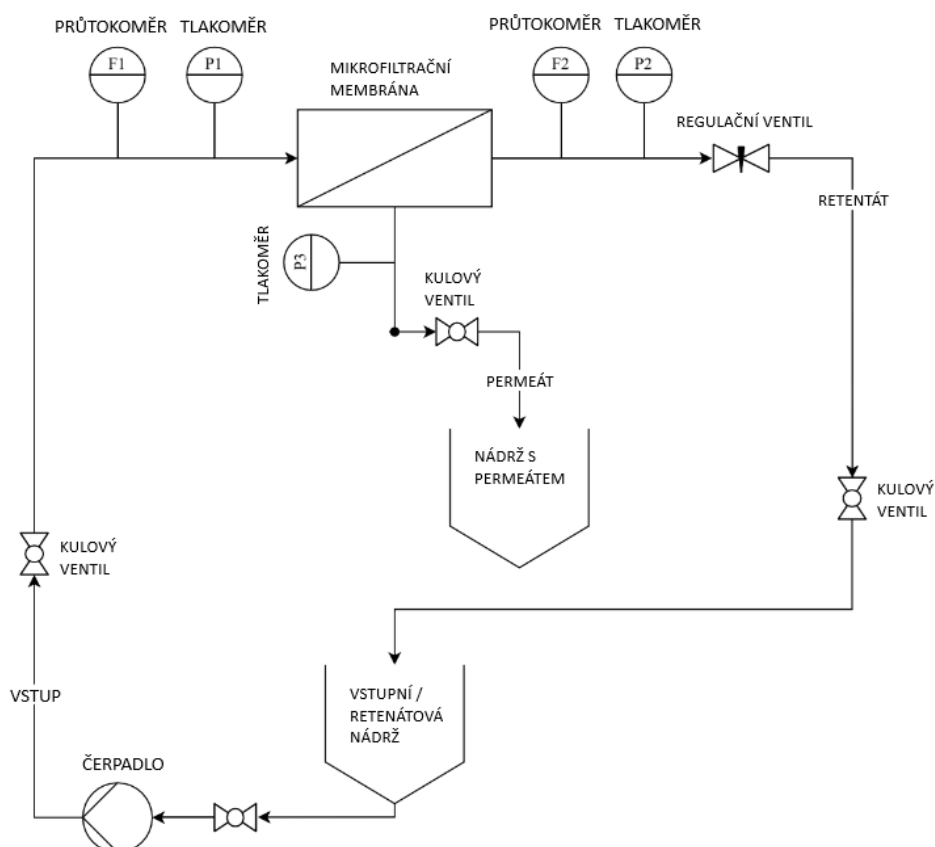 PRŮTOKOMĚR
TLAKOMĚR
F1
P1
MIKROFILTRAČNÍ
MEMBRÁNA
PRŮTOKOMĚR
TLAKOMĚR
F2
P2
REGULAČNÍ VENTIL
RETENTÁT
TLAKOMĚR
P3
KULOVÝ
VENTIL
PERMEÁT
NÁDRŽ S
PERMEÁTEM
KULOVÝ
VENTIL
KULOVÝ
VENTIL
VSTUP
VSTUPNÍ /
RETENÁTOVÁ
NÁDRŽ
ČERPADLO